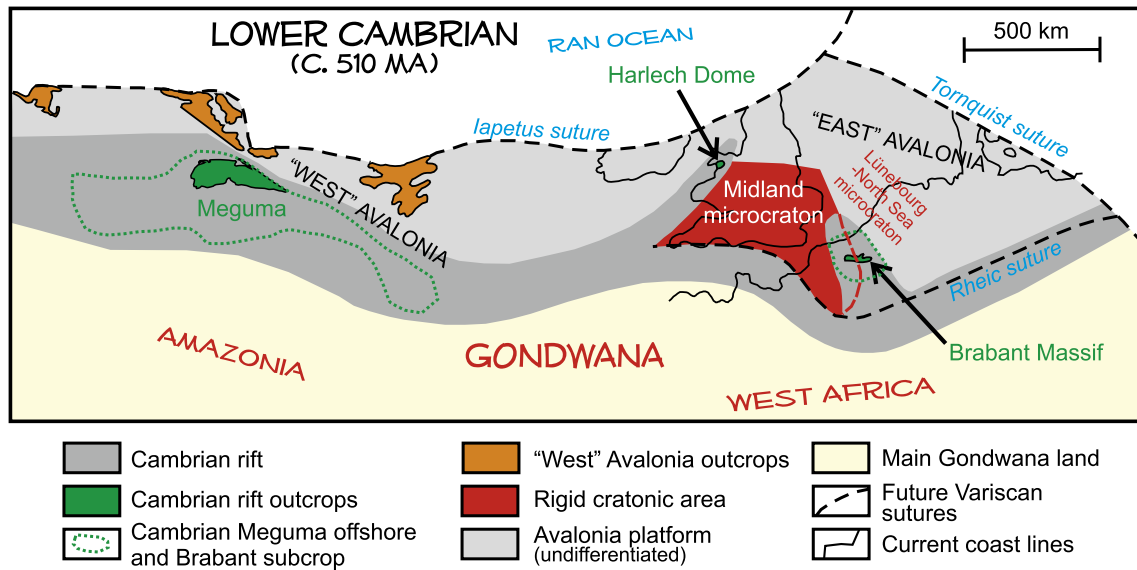 LOWER CAMBRIAN
(C. 510 MA)
RAN OCEAN
500 km
Harlech Dome
Tornquist suture
Iapetus suture
"EAST" AVALONIA
"WEST" AVALONIA
Meguma
Midland
microcraton
Lünebourg
-North Sea
microcraton
Rheic suture
AMAZONIA
GONDWANA
WEST AFRICA
Brabant Massif
Cambrian rift
Cambrian rift outcrops
Cambrian Meguma offshore
and Brabant subcrop
"West" Avalonia outcrops
Rigid cratonic area
Avalonia platform
(undifferentiated)
Main Gondwana land
Future Variscan
sutures
Current coast lines